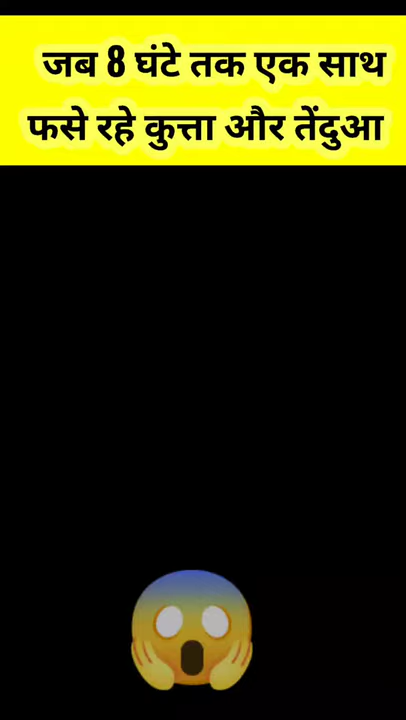 जब 8 घंटे तक एक साथ
फसे रहे कुत्ता और तेंदुआ